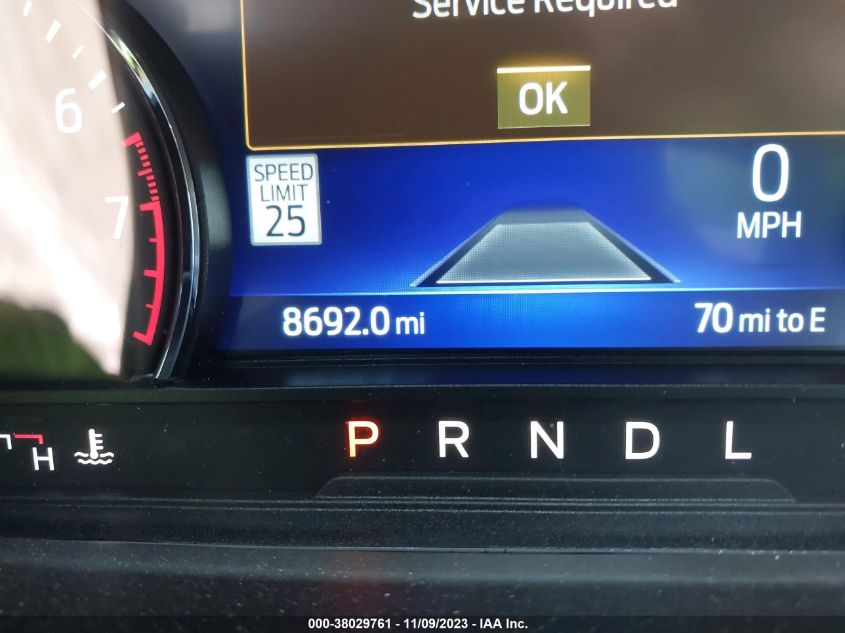 Service Required
OK
6
7
SPEED
LIMIT
25
0
MPH
8692.0 mi
70 mi to E
H
P R N D L
000-38029761 - 11/09/2023 - IAA Inc.